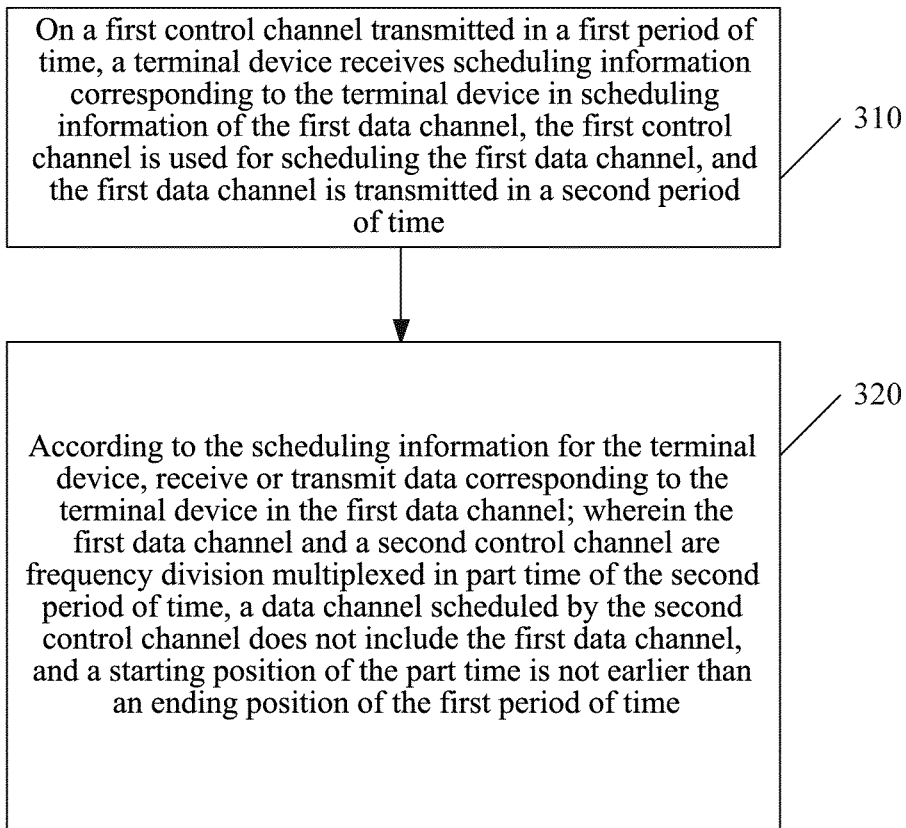 On a first control channel transmitted in a first period of
time, a terminal device receives scheduling information
corresponding to the terminal device in scheduling
information of the first data channel, the first control
channel is used for scheduling the first data channel, and
the first data channel is transmitted in a second period
of time
310
According to the scheduling information for the terminal
device, receive or transmit data corresponding to the
terminal device in the first data channel; wherein the
first data channel and a second control channel are
frequency division multiplexed in part time of the second
period of time, a data channel scheduled by the second
control channel does not include the first data channel,
and a starting position of the part time is not earlier than
an ending position of the first period of time
320